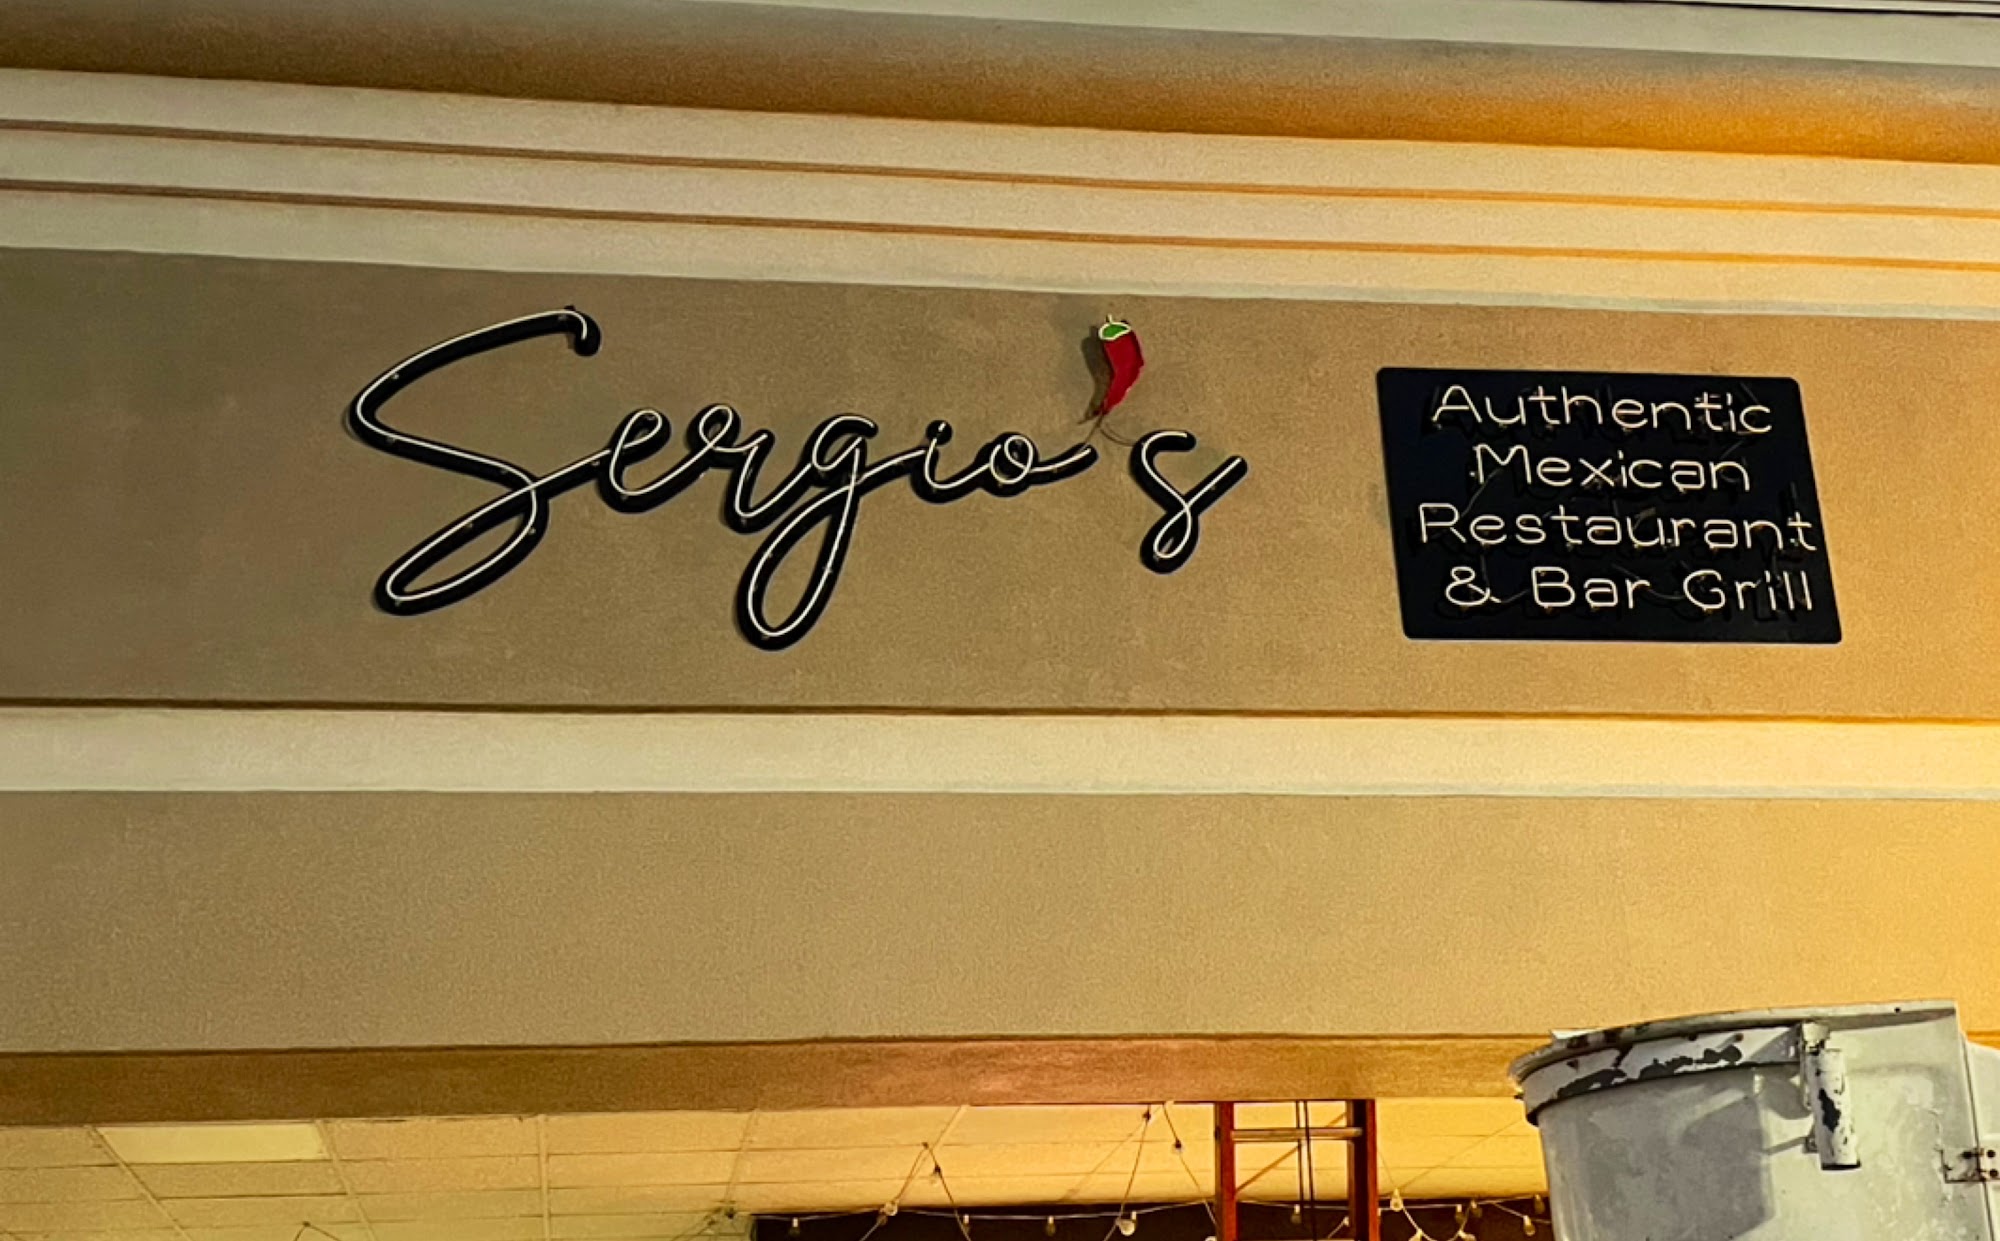 Sergio's
Authentic
Mexican
Restaurant
& Bar Grill